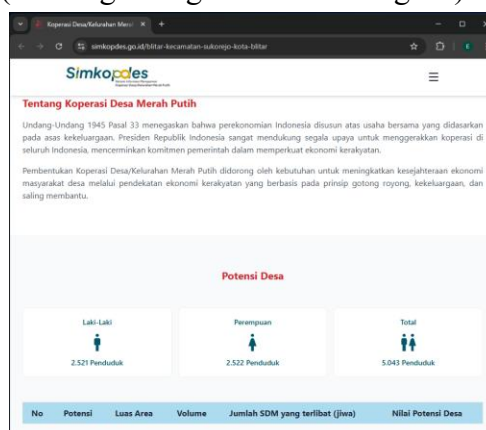 Koperasi Desa/Kelurahan Merah
simkopdes.go.id/blitar-kecamatan-sukorejo-kota-blitar
Simkopdes
Tentang Koperasi Desa Merah Putih
Undang-Undang 1945 Pasal 33 menegaskan bahwa perekonomian Indonesia disusun atas usaha bersama yang didasarkan
pada asas kekeluargaan. Presiden Republik Indonesia sangat mendukung segala upaya untuk menggerakkan koperasi di
seluruh Indonesia, mencerminkan komitmen pemerintah dalam memperkuat ekonomi kerakyatan.
Pembentukan Koperasi Desa/Kelurahan Merah Putih didorong oleh kebutuhan untuk meningkatkan kesejahteraan ekonomi
masyarakat desa melalui pendekatan ekonomi kerakyatan yang berbasis pada prinsip gotong royong, kekeluargaan, dan
saling membantu.
Potensi Desa
Laki-Laki Perempuan Total
2.521 Penduduk 2.522 Penduduk 5.043 Penduduk
No Potensi Luas Area Volume Jumlah SDM yang terlibat (jiwa) Nilai Potensi Desa